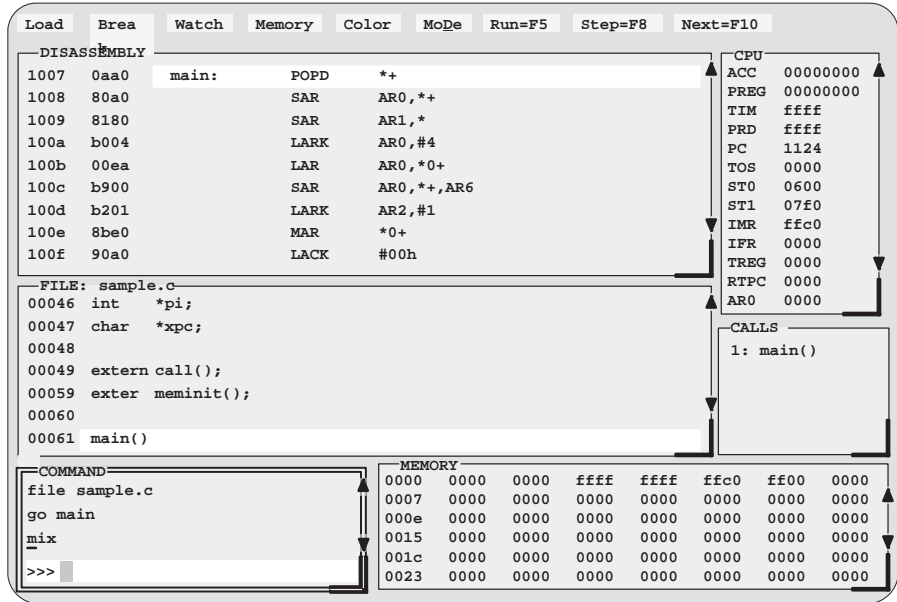 Load Break Watch Memory Color MoDe Run=F5 Step=F8 Next=F10
DISASSEMBLY
1007 0aa0 main: POPD *+
1008 80a0 SAR AR0,*+
1009 8180 SAR AR1,*
100a b004 LARK AR0,#4
100b 00ea LAR AR0,*0+
100c b900 SAR AR0,*+,AR6
100d b201 LARK AR2,#1
100e 8be0 MAR *0+
100f 90a0 LACK #00h
CPU
ACC 00000000
PREG 00000000
TIM ffff
PRD ffff
PC 1124
TOS 0000
ST0 0600
ST1 07f0
IMR ffc0
IFR 0000
TREG 0000
RTPC 0000
AR0 0000
FILE: sample.c
00046 int *pi;
00047 char *xpc;
00048
00049 extern call();
00059 exter meminit();
00060
00061 main()
CALLS
1: main()
COMMAND
file sample.c
go main
mix
>>>
MEMORY
0000 0000 0000 ffff ffff ffc0 ff00 0000
0007 0000 0000 0000 0000 0000 0000 0000
000e 0000 0000 0000 0000 0000 0000 0000
0015 0000 0000 0000 0000 0000 0000 0000
001c 0000 0000 0000 0000 0000 0000 0000
0023 0000 0000 0000 0000 0000 0000 0000